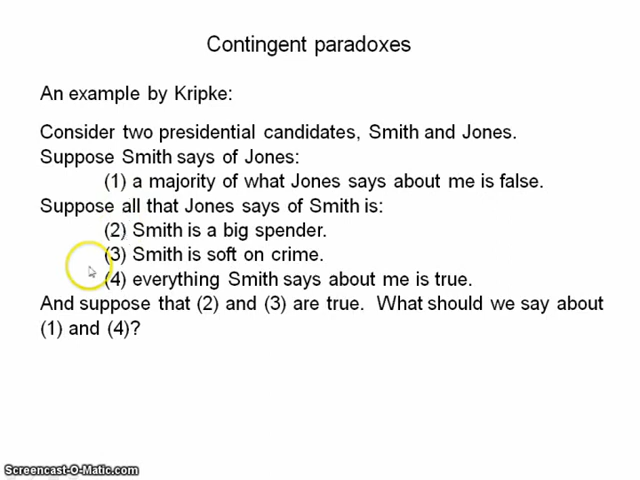 Contingent paradoxes
An example by Kripke:
Consider two presidential candidates, Smith and Jones.
Suppose Smith says of Jones:
(1) a majority of what Jones says about me is false.
Suppose all that Jones says of Smith is:
(2) Smith is a big spender.
(3) Smith is soft on crime.
(4) everything Smith says about me is true.
And suppose that (2) and (3) are true. What should we say about
(1) and (4)?
Screencast-O-Matic.com